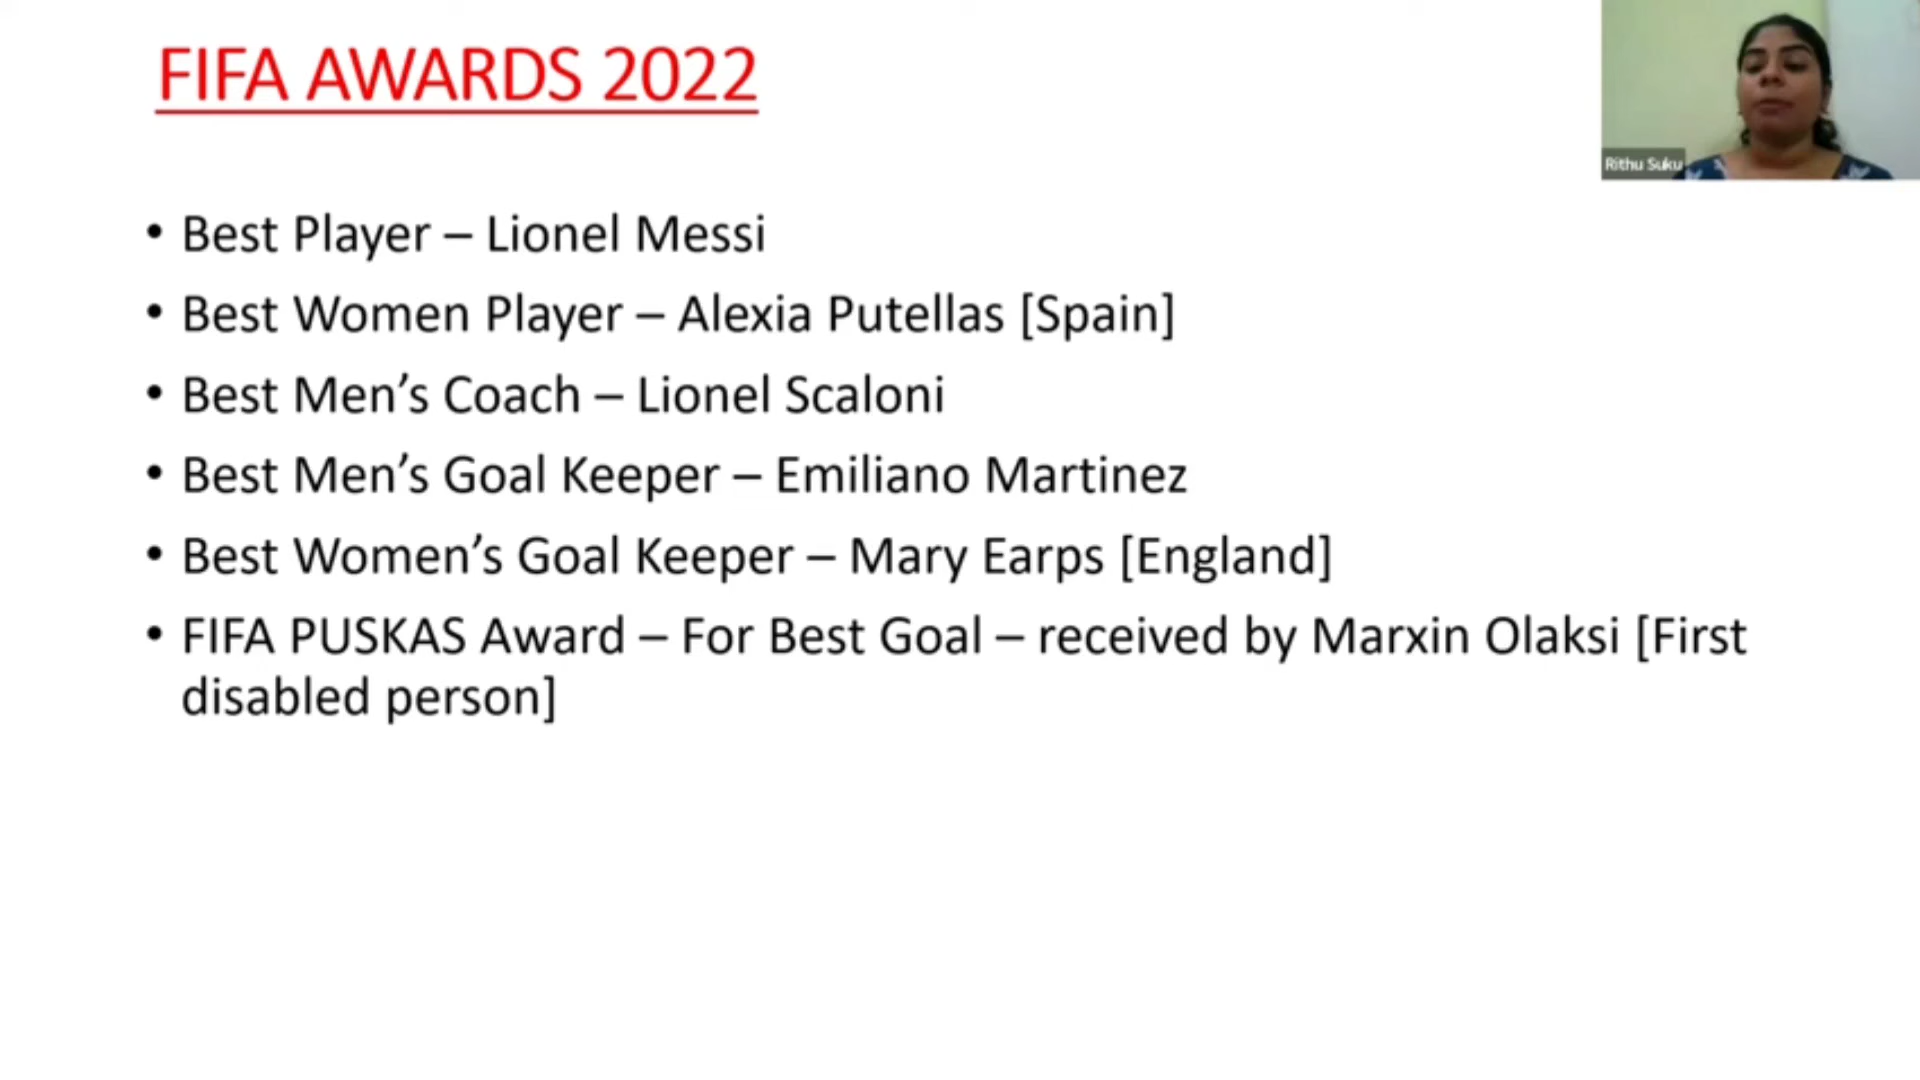 FIFA AWARDS 2022
Rithu Suku
• Best Player – Lionel Messi
• Best Women Player – Alexia Putellas [Spain]
• Best Men’s Coach – Lionel Scaloni
• Best Men’s Goal Keeper – Emiliano Martinez
• Best Women’s Goal Keeper – Mary Earps [England]
• FIFA PUSKAS Award – For Best Goal – received by Marxin Olaksi [First
disabled person]